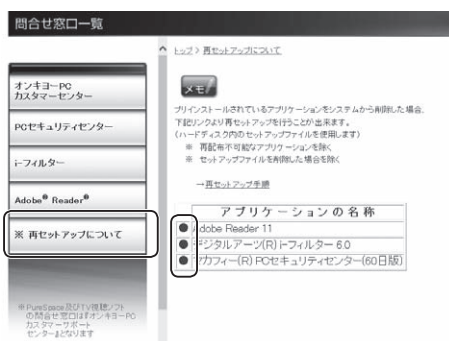 問合せ窓口一覧
オンキヨーPC
カスタマーセンター
PCセキュリティセンター
i-フィルター
Adobe® Reader®
※ 再セットアップについて
※PureSpace及びTV視聴ソフト
の問合せ窓口はオンキヨーPC
カスタマーサポート
センターとなります
トップ > 再セットアップについて
メモ
プリインストールされているアプリケーションをシステムから削除した場合、
下記リンクより再セットアップを行うことが出来ます。
(ハードディスク内のセットアップファイルを使用します)
※ 再配布不可能なアプリケーションを除く
※ セットアップファイルを削除した場合を除く
→再セットアップ手順
アプリケーションの名称
● Adobe Reader 11
● デジタルアーツ(R) i-フィルター 6.0
● マカフィー(R) PCセキュリティセンター(60日版)